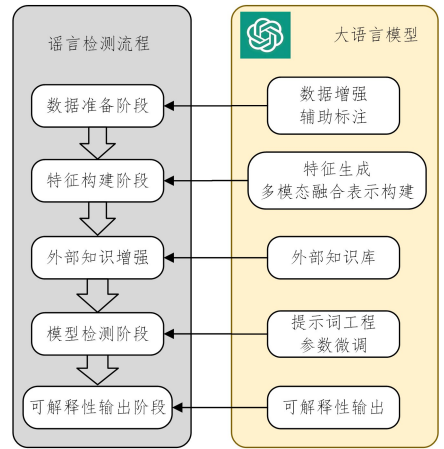 谣言检测流程
大语言模型
数据准备阶段
数据增强
辅助标注
特征构建阶段
特征生成
多模态融合表示构建
外部知识增强
外部知识库
模型检测阶段
提示词工程
参数微调
可解释性输出阶段
可解释性输出